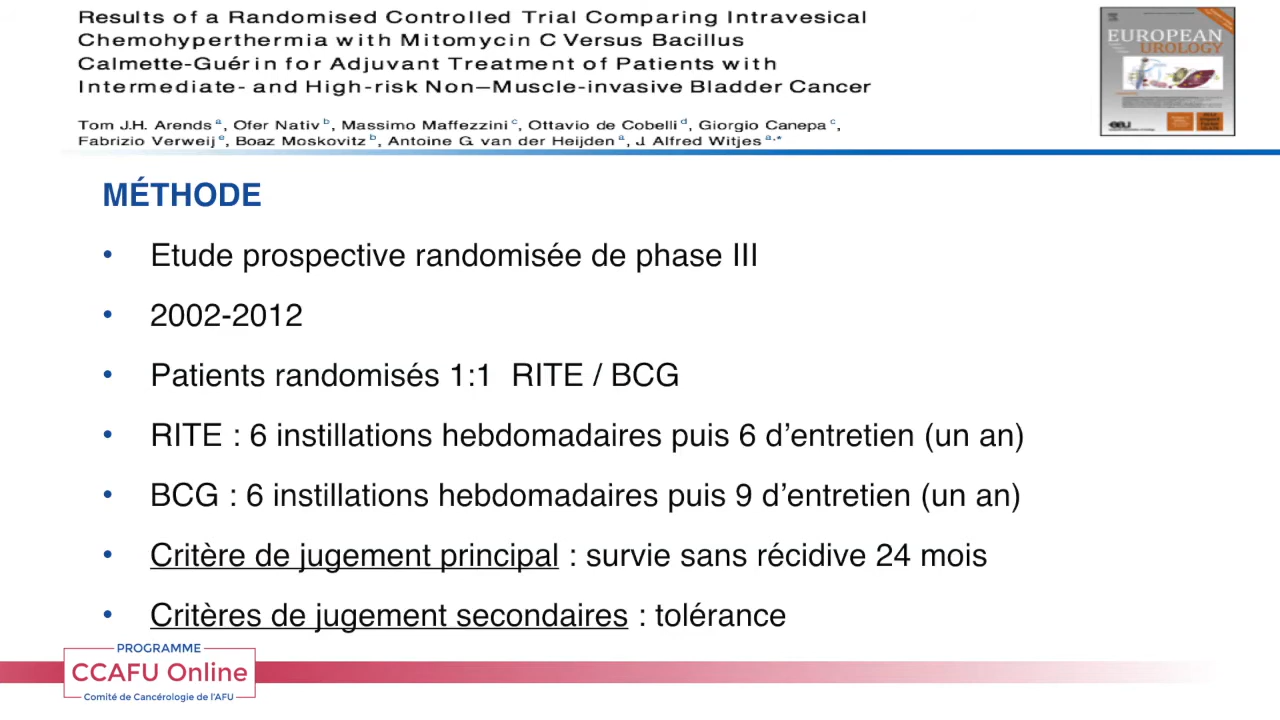 Results of a Randomised Controlled Trial Comparing Intravesical
Chemohyperthermia with Mitomycin C Versus Bacillus
Calmette-Guérin for Adjuvant Treatment of Patients with
Intermediate- and High-risk Non–Muscle-invasive Bladder Cancer
Tom J.H. Arends a, Ofer Nativ b, Massimo Maffezzini c, Ottavio de Cobelli d, Giorgio Canepa c,
Fabrizio Verweij e, Boaz Moskovitz b, Antoine G. van der Heijden a, J. Alfred Witjes a,*
EUROPEAN
UROLOGY
MÉTHODE
• Etude prospective randomisée de phase III
• 2002-2012
• Patients randomisés 1:1 RITE / BCG
• RITE : 6 instillations hebdomadaires puis 6 d’entretien (un an)
• BCG : 6 instillations hebdomadaires puis 9 d’entretien (un an)
• Critère de jugement principal : survie sans récidive 24 mois
• Critères de jugement secondaires : tolérance
PROGRAMME
CCAFU Online
Comité de Cancérologie de l'AFU